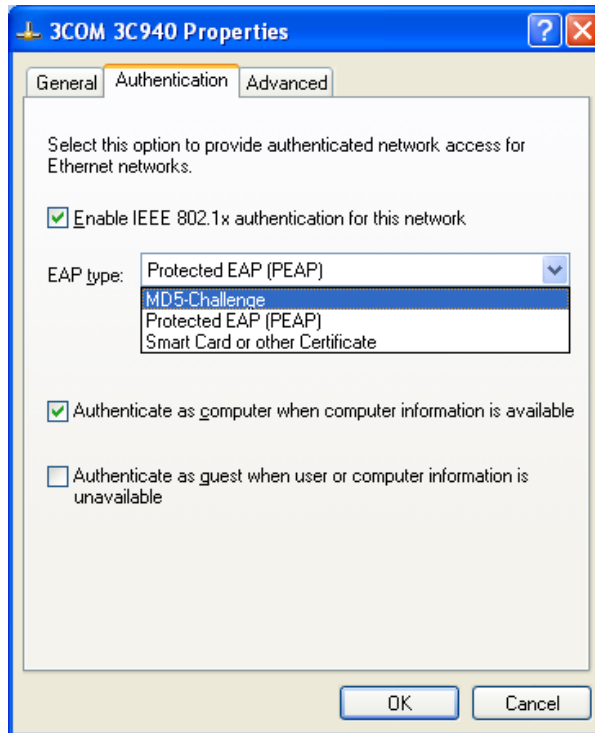 3COM 3C940 Properties
General Authentication Advanced
Select this option to provide authenticated network access for
Ethernet networks.
Enable IEEE 802.1x authentication for this network
EAP type: Protected EAP (PEAP)
MD5-Challenge
Protected EAP (PEAP)
Smart Card or other Certificate
Authenticate as computer when computer information is available
Authenticate as guest when user or computer information is
unavailable
OK Cancel